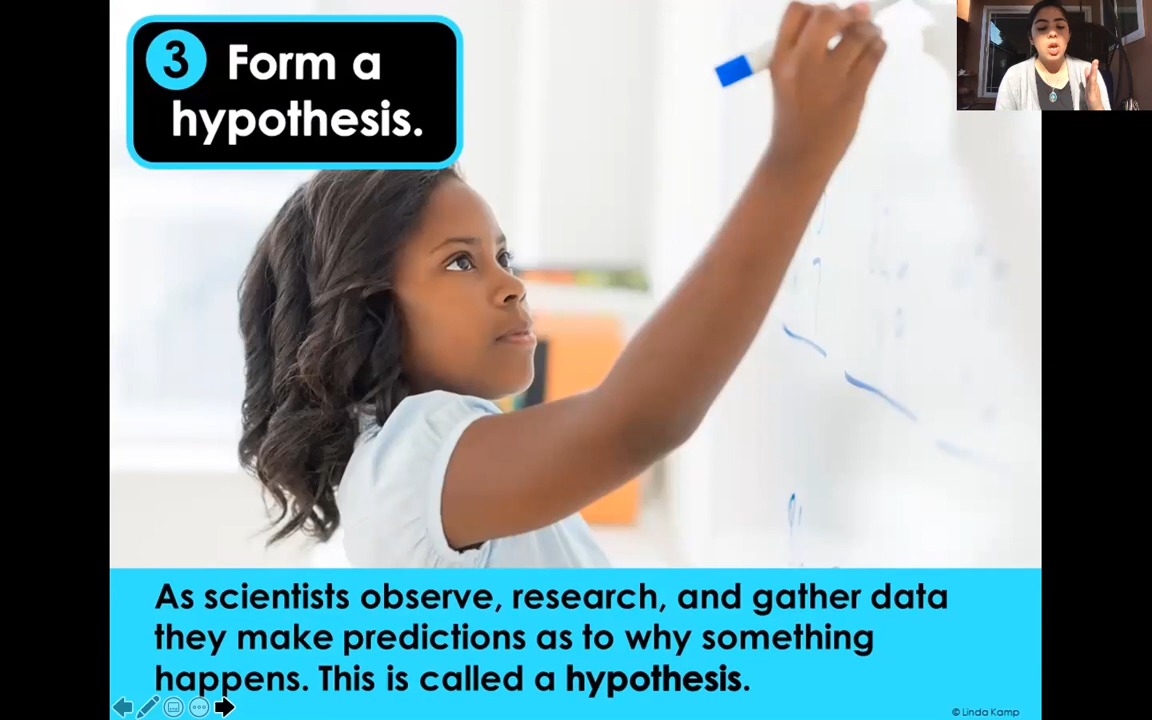 3 Form a
hypothesis.
As scientists observe, research, and gather data
they make predictions as to why something
happens. This is called a hypothesis.
© Linda Kamp